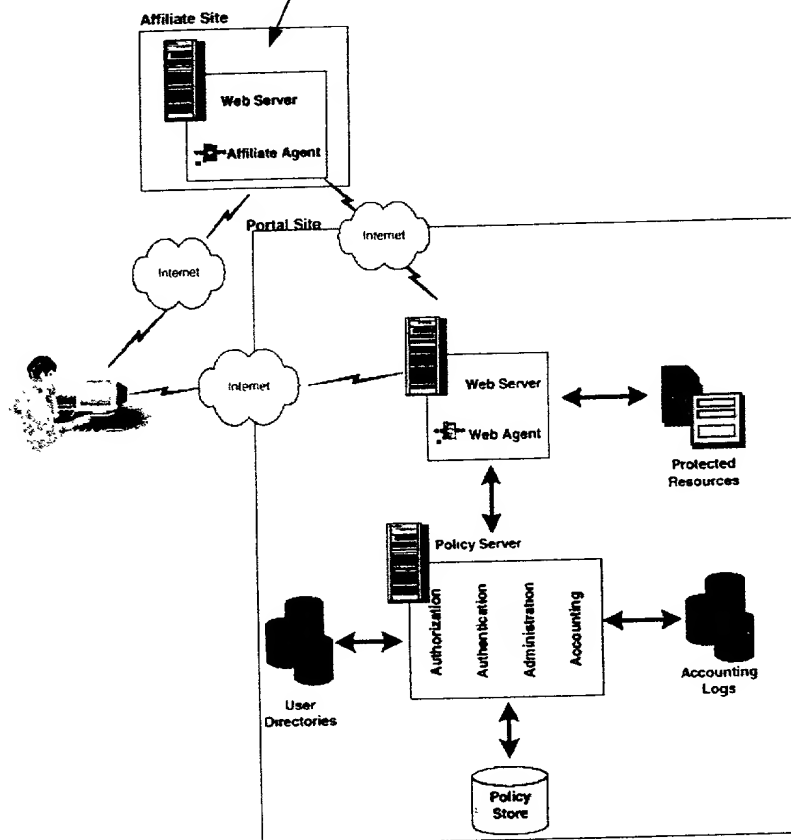 Affiliate Site
Web Server
Affiliate Agent
Portal Site
Internet
Internet
Internet
Web Server
Web Agent
Protected
Resources
Policy Server
Authorization
Authentication
Administration
Accounting
User
Directories
Accounting
Logs
Policy
Store